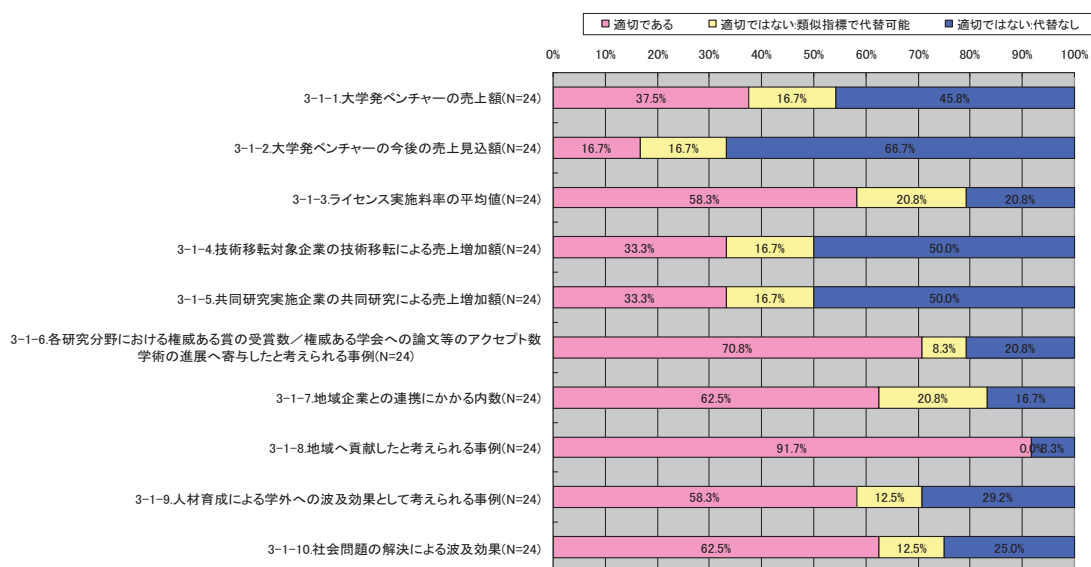 適切である 適切ではない:類似指標で代替可能 適切ではない:代替なし
0% 10% 20% 30% 40% 50% 60% 70% 80% 90% 100%
3-1-1.大学発ベンチャーの売上額(N=24) 37.5% 16.7% 45.8%
3-1-2.大学発ベンチャーの今後の売上見込額(N=24) 16.7% 16.7% 66.7%
3-1-3.ライセンス実施料率の平均値(N=24) 58.3% 20.8% 20.8%
3-1-4.技術移転対象企業の技術移転による売上増加額(N=24) 33.3% 16.7% 50.0%
3-1-5.共同研究実施企業の共同研究による売上増加額(N=24) 33.3% 16.7% 50.0%
3-1-6.各研究分野における権威ある賞の受賞数／権威ある学会への論文等のアクセプト数
学術の進展へ寄与したと考えられる事例(N=24) 70.8% 8.3% 20.8%
3-1-7.地域企業との連携にかかる内数(N=24) 62.5% 20.8% 16.7%
3-1-8.地域へ貢献したと考えられる事例(N=24) 91.7% 0.0% 8.3%
3-1-9.人材育成による学外への波及効果として考えられる事例(N=24) 58.3% 12.5% 29.2%
3-1-10.社会問題の解決による波及効果(N=24) 62.5% 12.5% 25.0%